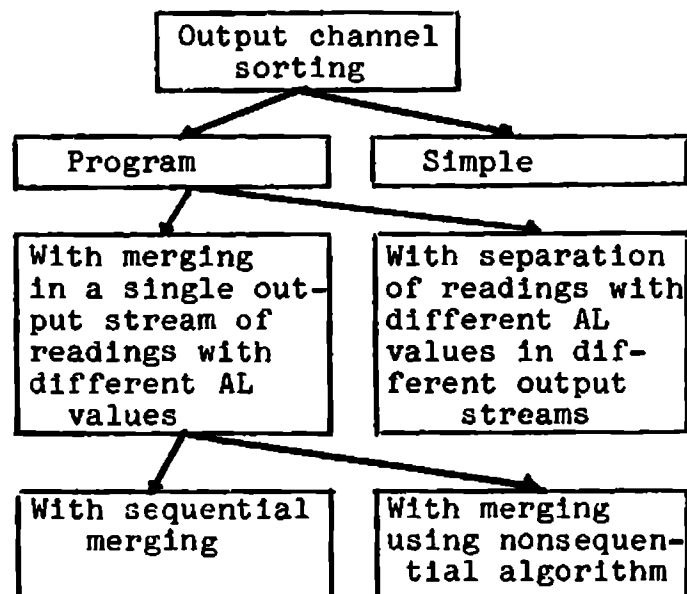 Output channel
sorting
Program
Simple
With merging
in a single out-
put stream of
readings with
different AL
values
With separation
of readings with
different AL
values in dif-
ferent output
streams
With sequential
merging
With merging
using nonsequen-
tial algorithm